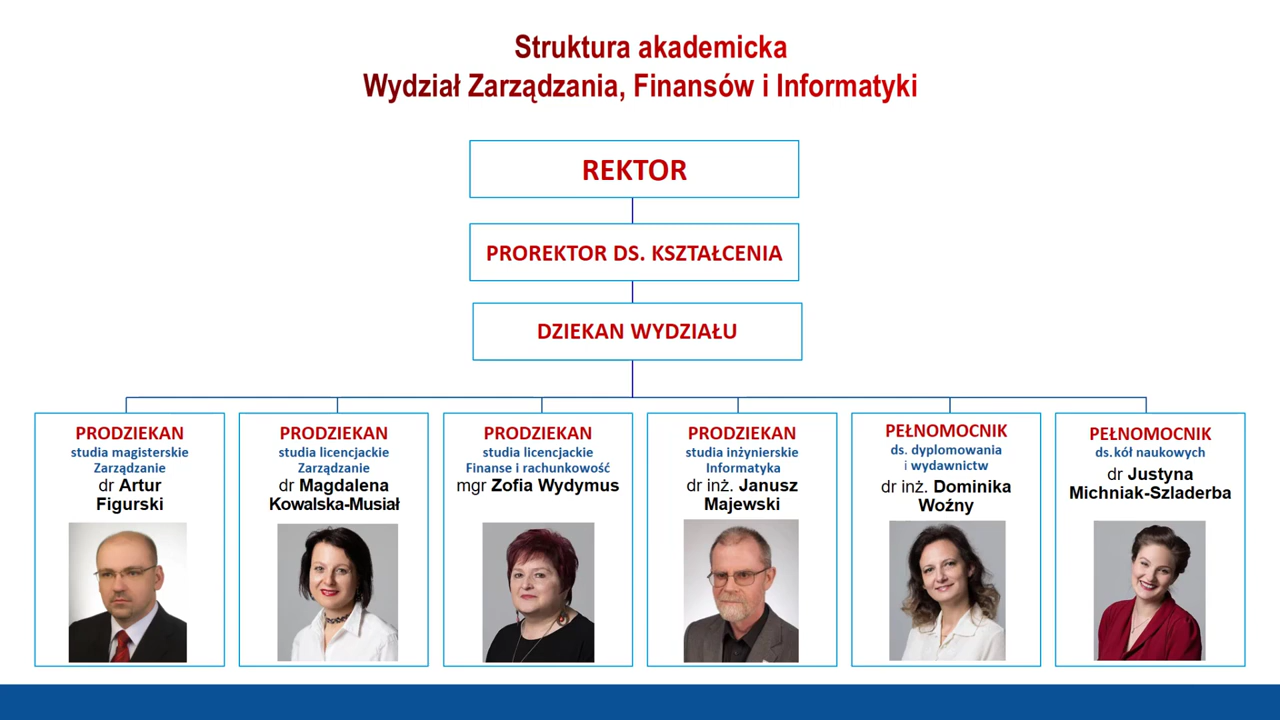 Struktura akademicka
Wydział Zarządzania, Finansów i Informatyki
REKTOR
PROREKTOR DS. KSZTAŁCENIA
DZIEKAN WYDZIAŁU
PRODZIEKAN
studia magisterskie
Zarządzanie
dr Artur
Figurski
PRODZIEKAN
studia licencjackie
Zarządzanie
dr Magdalena
Kowalska-Musiał
PRODZIEKAN
studia licencjackie
Finanse i rachunkowość
mgr Zofia Wydymus
PRODZIEKAN
studia inżynierskie
Informatyka
dr inż. Janusz
Majewski
PEŁNOMOCNIK
ds. dyplomowania
i wydawnictw
dr inż. Dominika
Woźny
PEŁNOMOCNIK
ds.kół naukowych
dr Justyna
Michniak-Szladerba